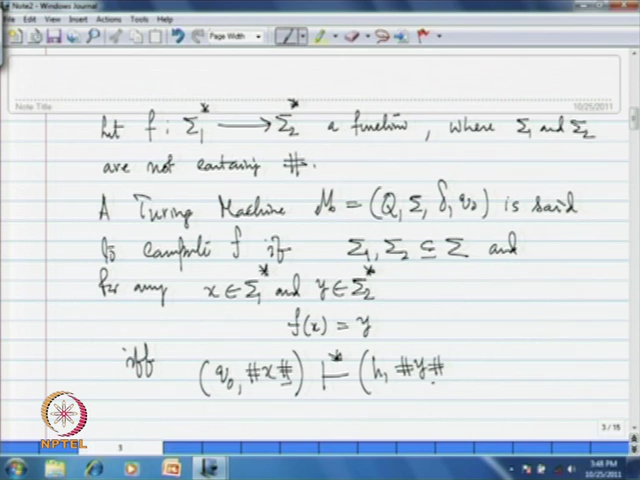 Note2 - Windows Journal
File Edit View Insert Actions Tools Help
Page Width
Note Title
10/25/2011
Let f : Σ₁* ⟶ Σ₂* a function, where Σ₁ and Σ₂
are not containing #.
A Turing Machine M = (Q, Σ, δ, q₀) is said
to compute f if Σ₁, Σ₂ ⊆ Σ and
for any x ∈ Σ₁* and y ∈ Σ₂*
f(x) = y
iff (q₀, #x#) ⊢* (h, #y#
NPTEL
3 / 15
3
3:48 PM
10/25/2011